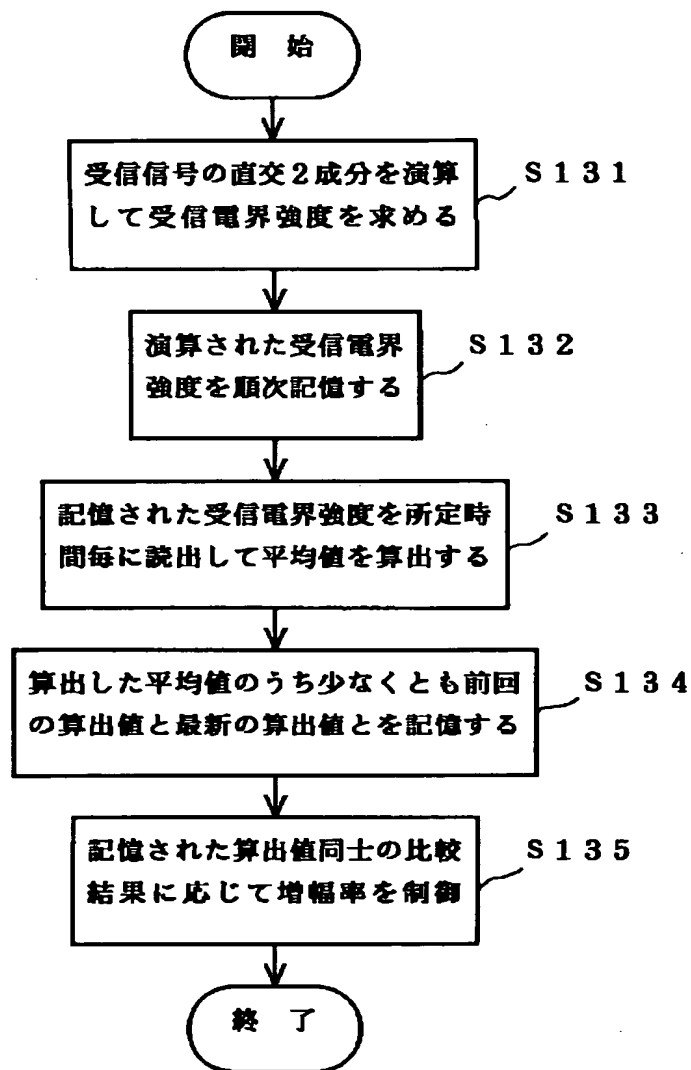 開 始
受信信号の直交2成分を演算 S131
して受信電界強度を求める
演算された受信電界 S132
強度を順次記憶する
記憶された受信電界強度を所定時 S133
間毎に読出して平均値を算出する
算出した平均値のうち少なくとも前回 S134
の算出値と最新の算出値とを記憶する
記憶された算出値同士の比較 S135
結果に応じて増幅率を制御
終 了